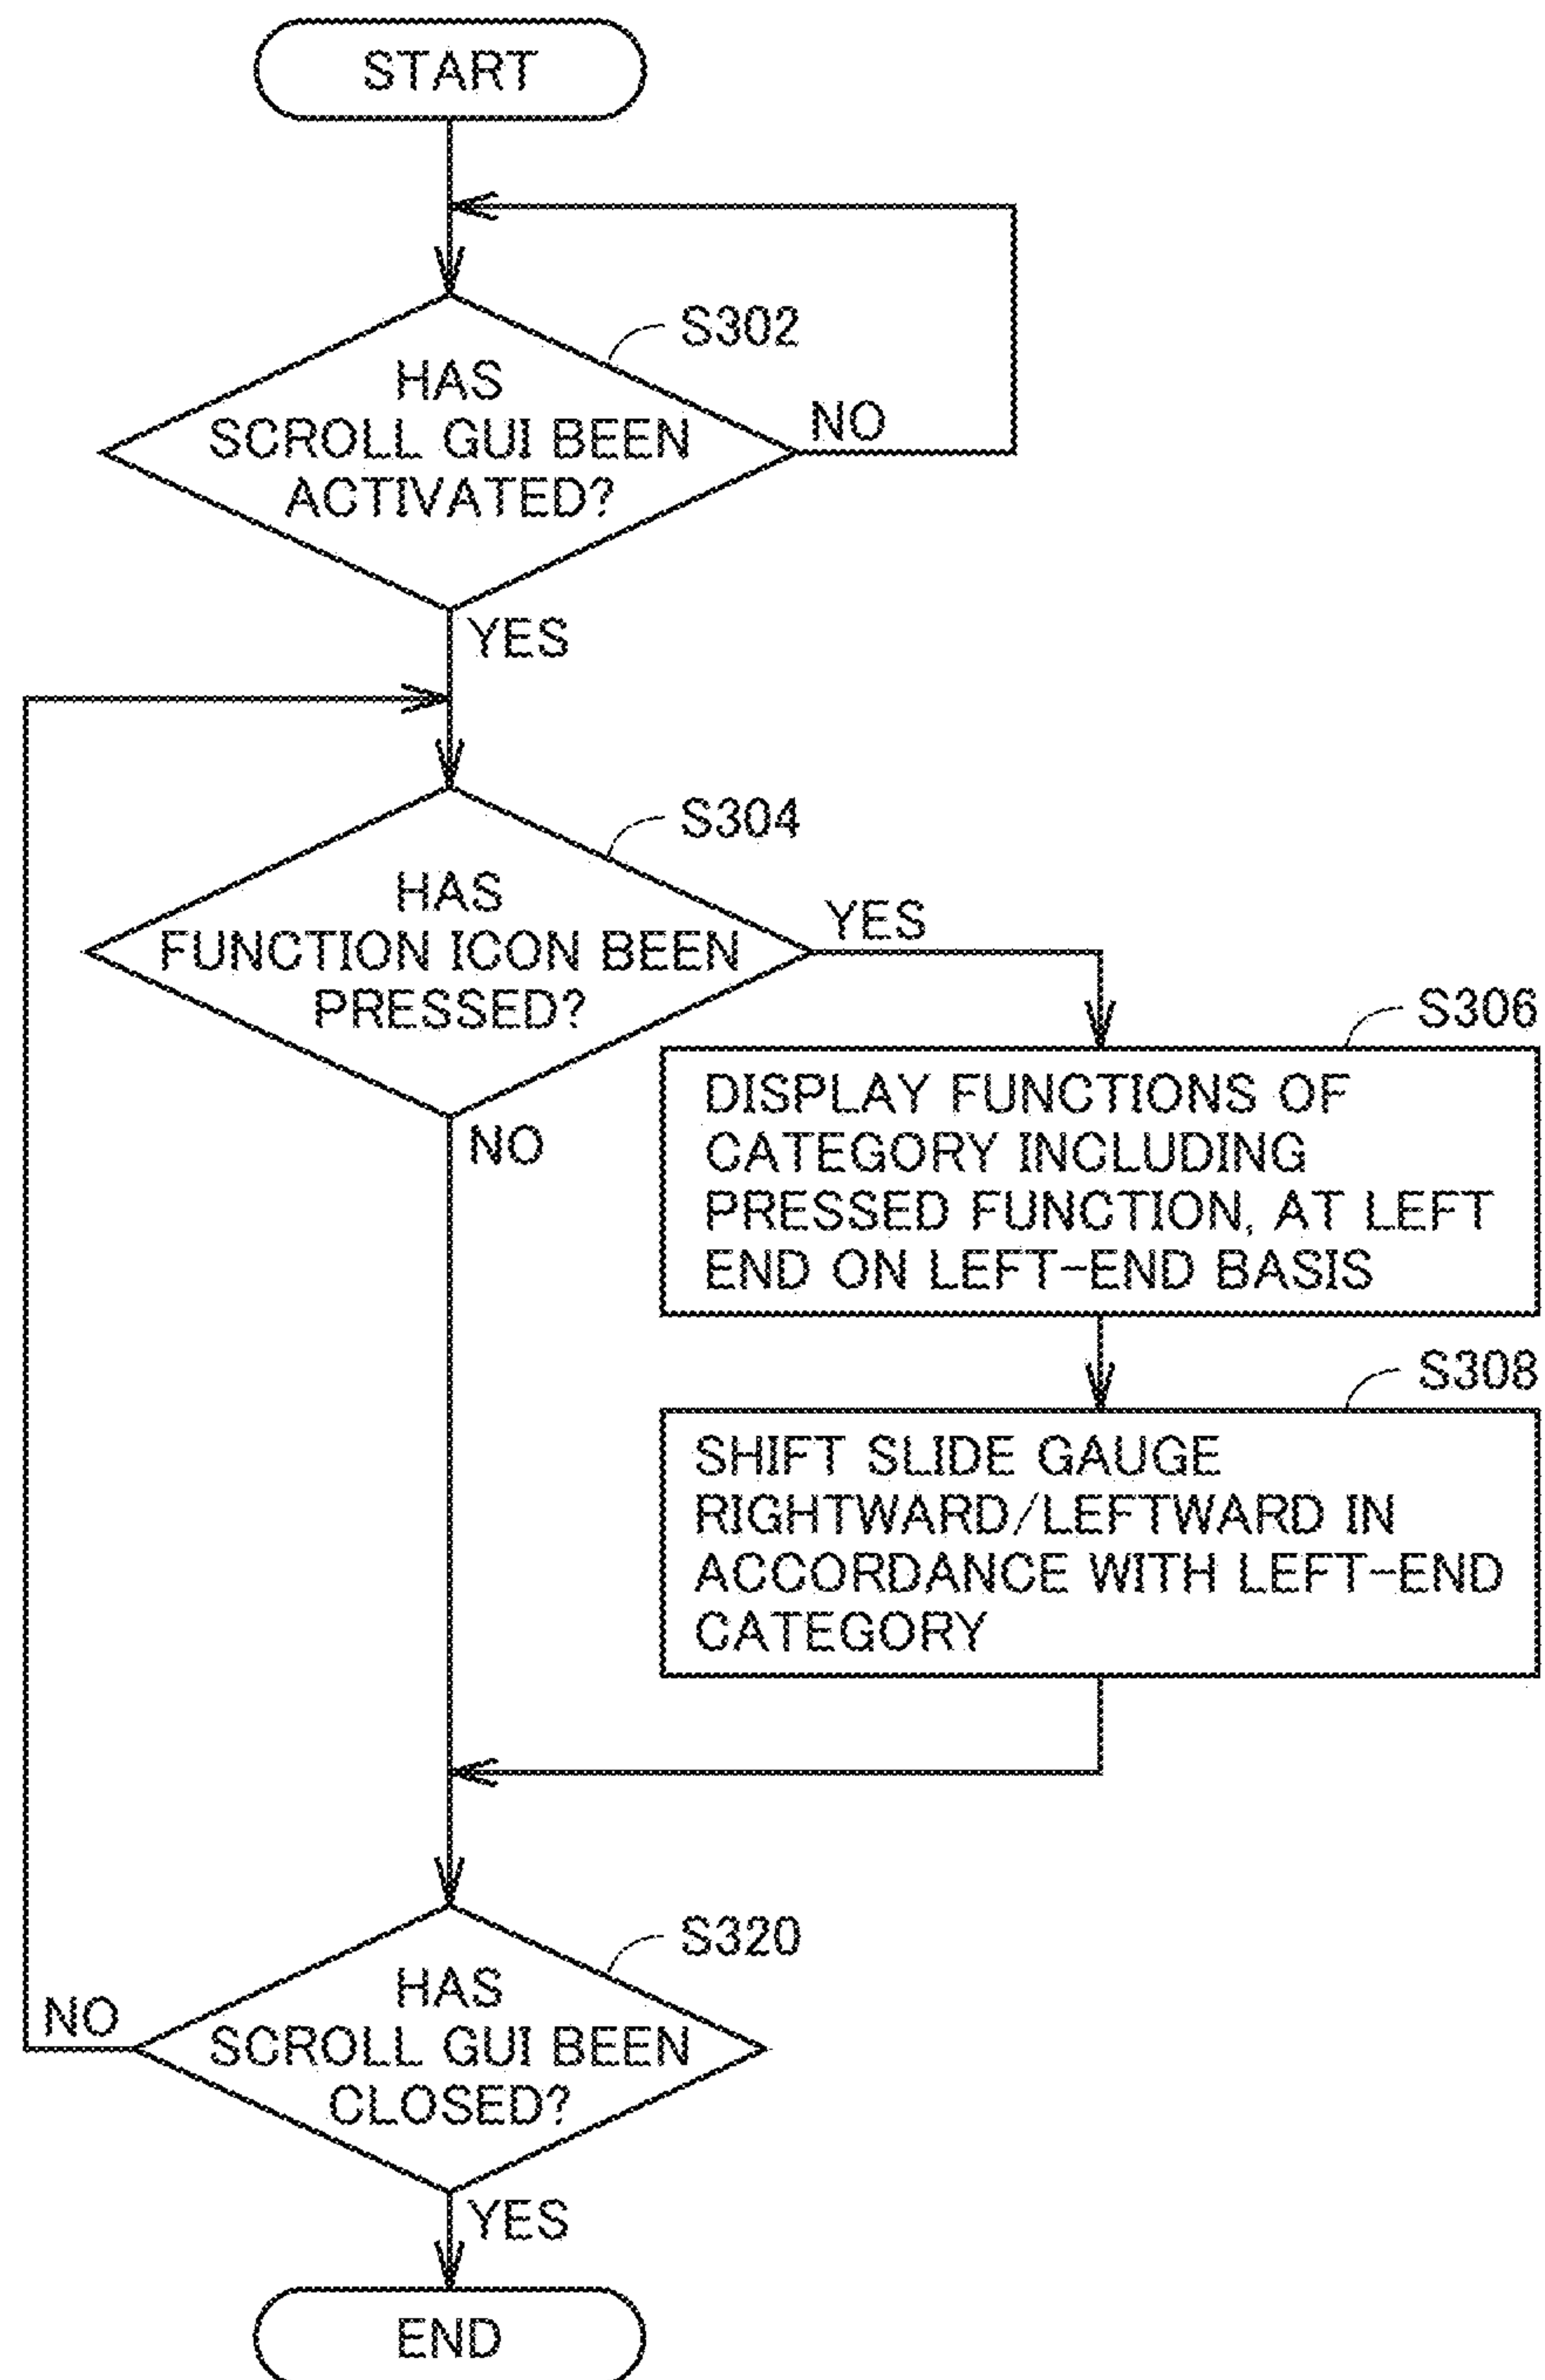 START
S302
HAS
SCROLL GUI BEEN
ACTIVATED?
NO
YES
S304
HAS
FUNCTION ICON BEEN
PRESSED?
YES
NO
S306
DISPLAY FUNCTIONS OF
CATEGORY INCLUDING
PRESSED FUNCTION, AT LEFT
END ON LEFT-END BASIS
S308
SHIFT SLIDE GAUGE
RIGHTWARD/LEFTWARD IN
ACCORDANCE WITH LEFT-END
CATEGORY
S320
HAS
SCROLL GUI BEEN
CLOSED?
NO
YES
END